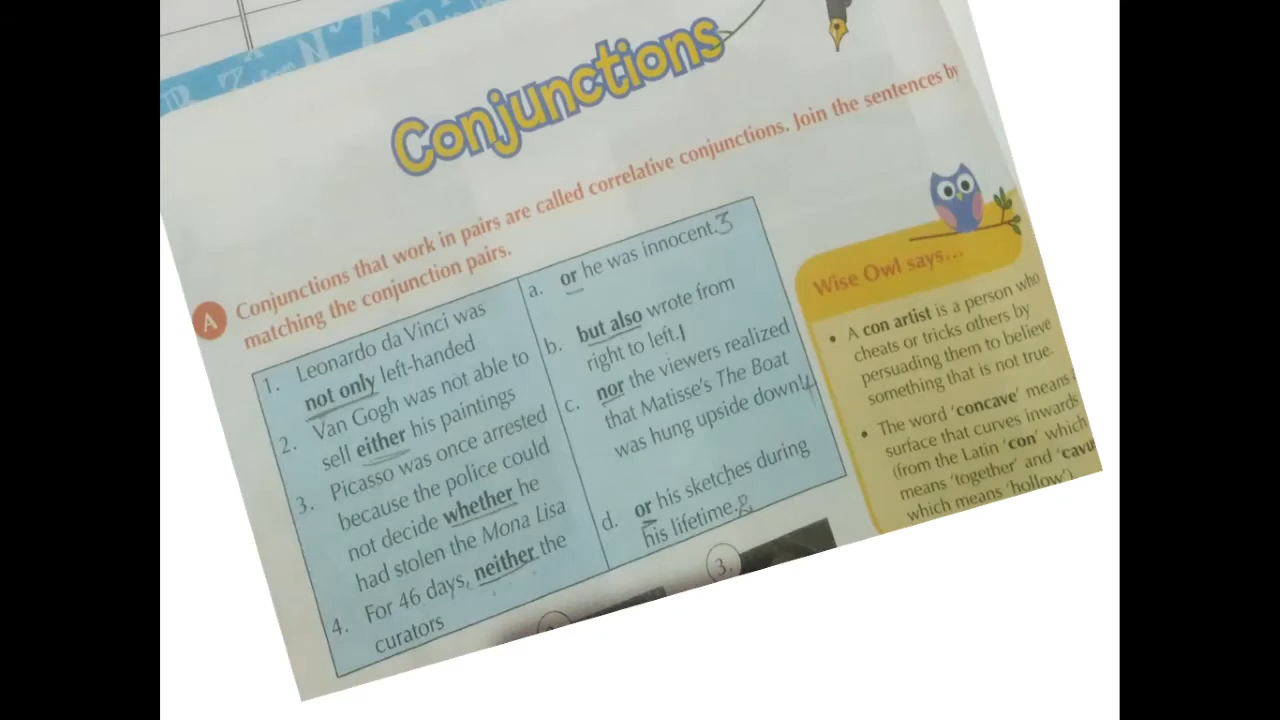 Conjunctions
A Conjunctions that work in pairs are called correlative conjunctions. Join the sentences by
matching the conjunction pairs.
1. Leonardo da Vinci was
not only left-handed
2. Van Gogh was not able to
sell either his paintings
3. Picasso was once arrested
because the police could
not decide whether he
had stolen the Mona Lisa
4. For 46 days, neither the
curators
a. or he was innocent. 3
b. but also wrote from
right to left. 1
c. nor the viewers realized
that Matisse's The Boat
was hung upside down! 4
d. or his sketches during
his lifetime. 2
Wise Owl says...
• A con artist is a person who
cheats or tricks others by
persuading them to believe
something that is not true.
• The word 'concave' means
surface that curves inwards
(from the Latin 'con' which
means 'together' and 'cavu
which means 'hollow')
3.